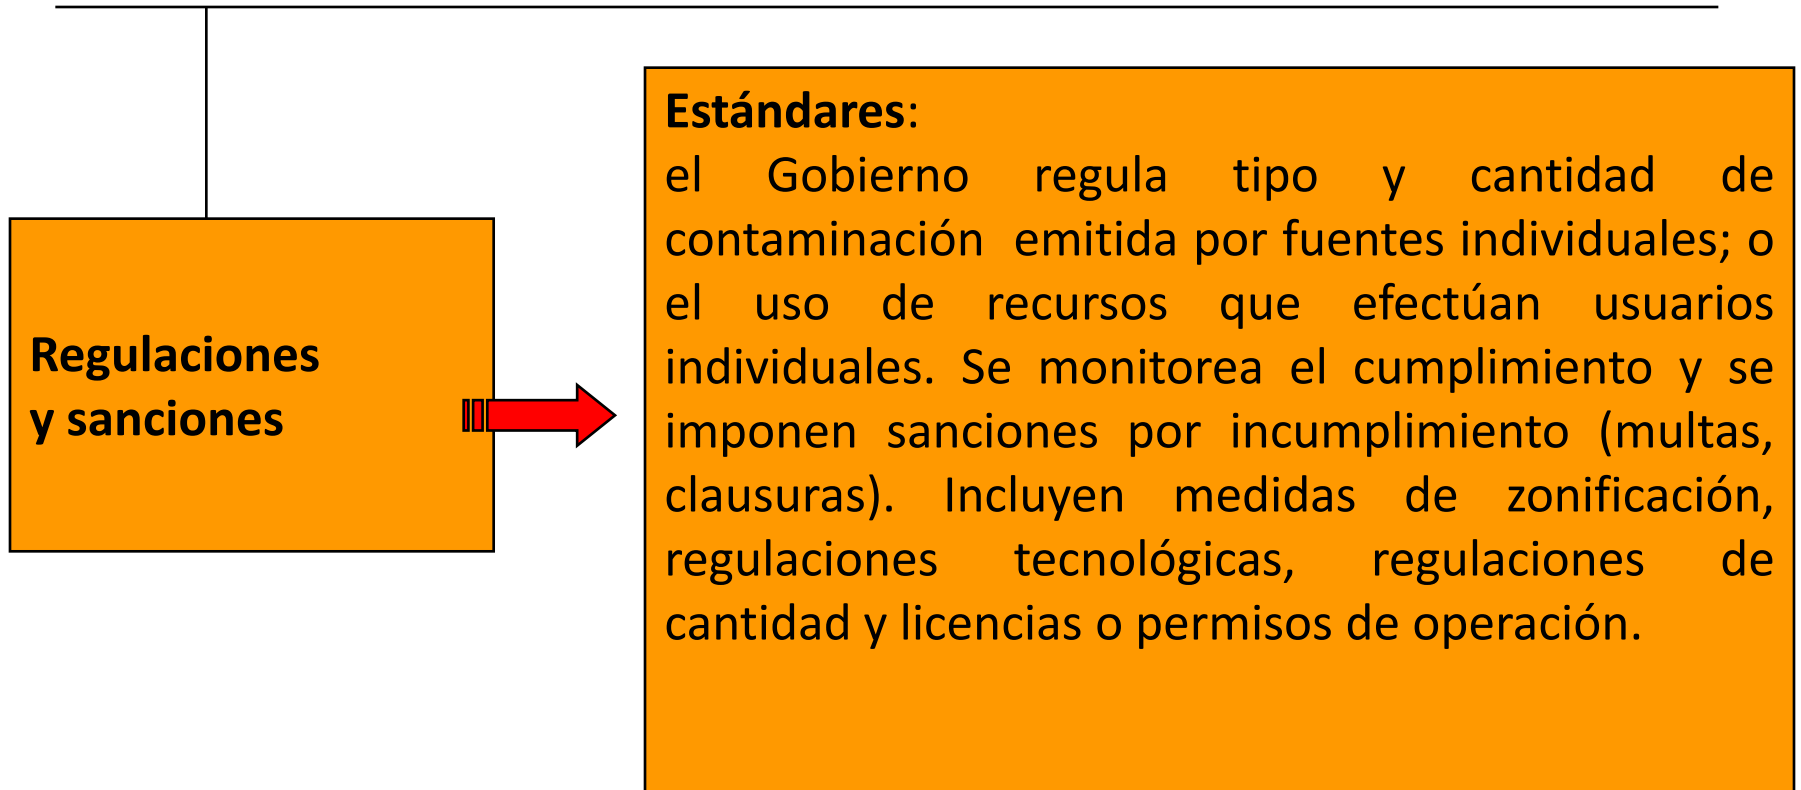 Regulaciones
y sanciones
Estándares:
el Gobierno regula tipo y cantidad de
contaminación emitida por fuentes individuales; o
el uso de recursos que efectúan usuarios
individuales. Se monitorea el cumplimiento y se
imponen sanciones por incumplimiento (multas,
clausuras). Incluyen medidas de zonificación,
regulaciones tecnológicas, regulaciones de
cantidad y licencias o permisos de operación.